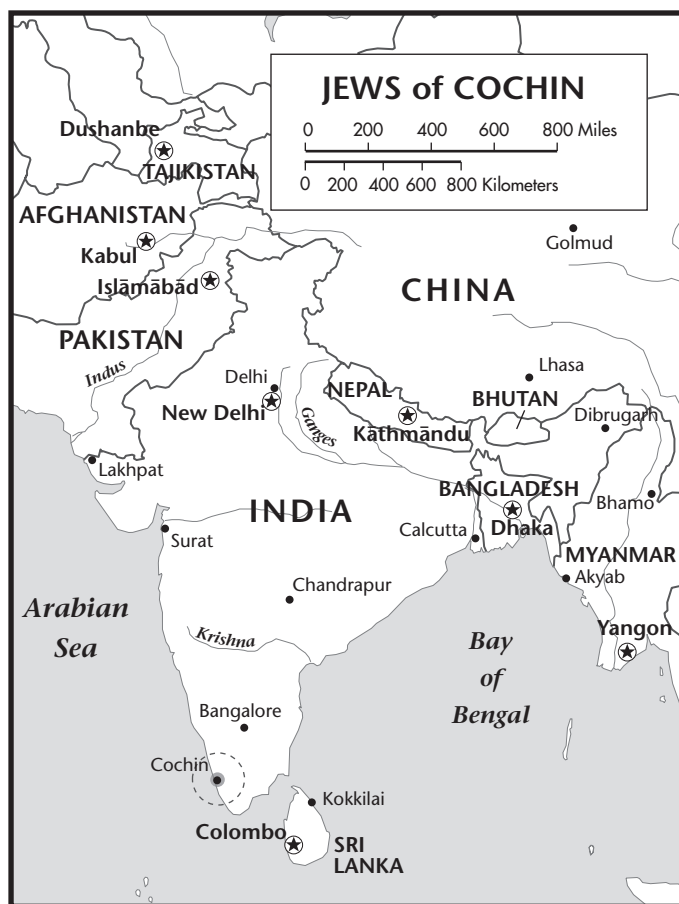 JEWS of COCHIN
0 200 400 600 800 Miles
0 200 400 600 800 Kilometers
Dushanbe
TAJIKISTAN
AFGHANISTAN
Kabul
Islāmābād
Golmud
CHINA
PAKISTAN
Indus
Delhi
New Delhi
NEPAL
Ganges
Kāthmāndu
Lhasa
BHUTAN
Dibrugarh
Lakhpat
INDIA
BANGLADESH
Bhamo
Surat
Calcutta
Dhaka
MYANMAR
Chandrapur
Akyab
Arabian
Sea
Krishna
Bay
of
Bengal
Yangon
Bangalore
Cochin
Kokkilai
Colombo
SRI
LANKA